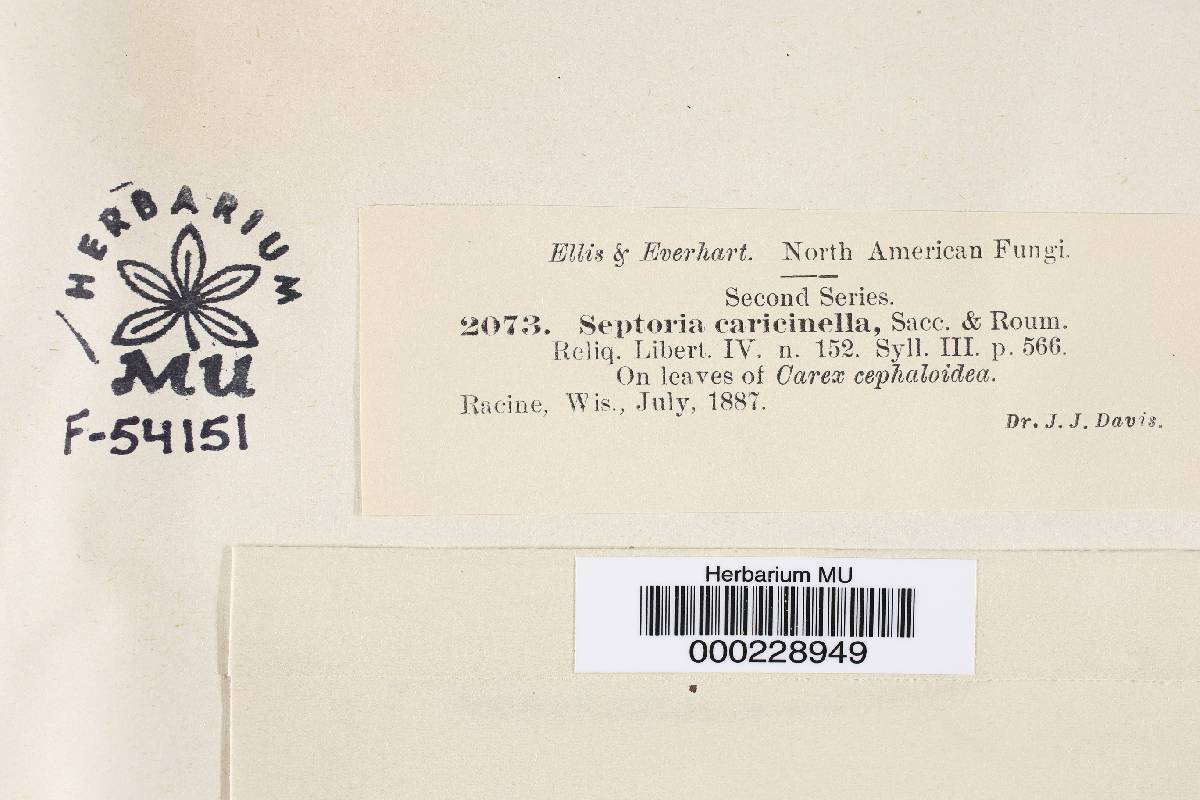 HERBARIUM
MU
F-54151
Ellis & Everhart. North American Fungi.
Second Series.
2073. Septoria caricinella, Sacc. & Roum.
Reliq. Libert. IV. n. 152. Syll. III. p. 566.
On leaves of Carex cephaloidea.
Racine, Wis., July, 1887.
Dr. J. J. Davis.
Herbarium MU
000228949